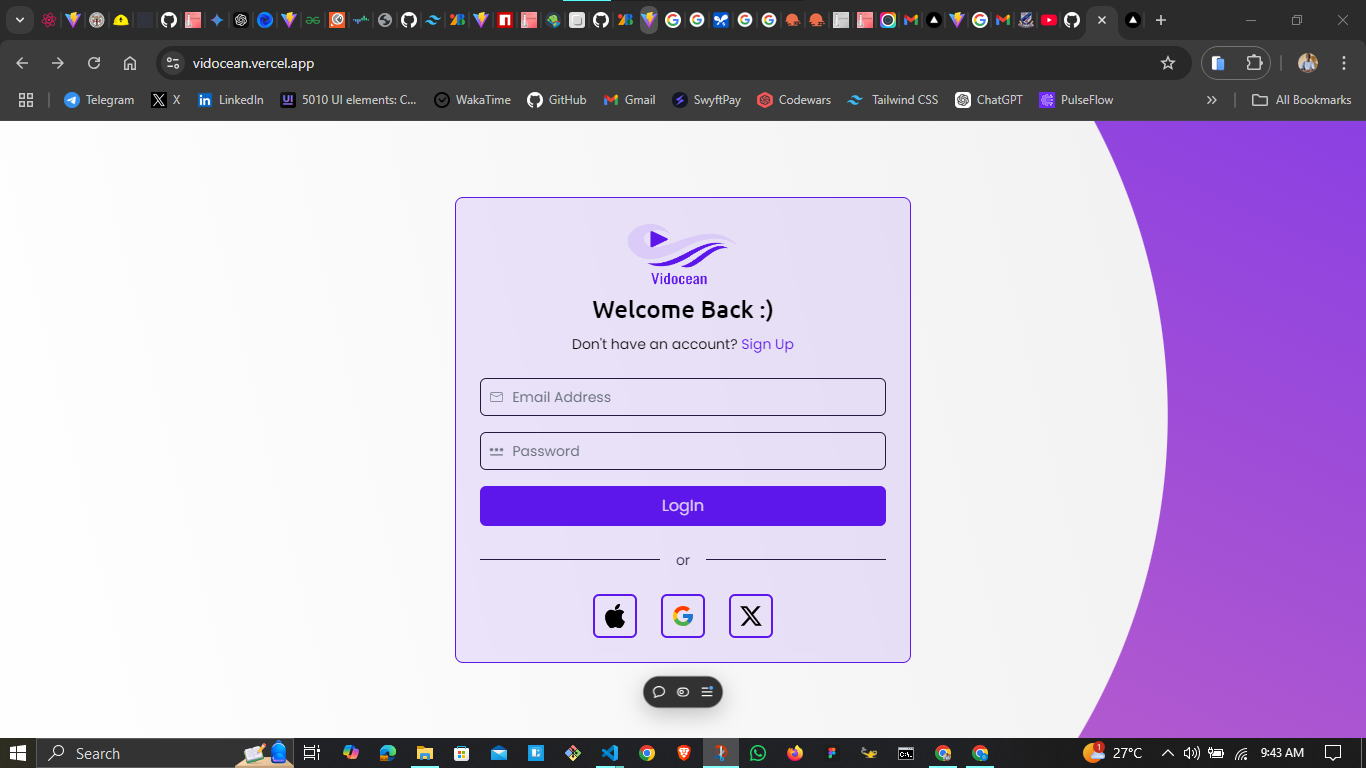 vidocean.vercel.app
Telegram
X
LinkedIn
UI 5010 UI elements: C...
WakaTime
GitHub
Gmail
SwyftPay
Codewars
Tailwind CSS
ChatGPT
PulseFlow
All Bookmarks
Vidocean
Welcome Back :)
Don't have an account? Sign Up
Email Address
Password
LogIn
or
Search
1
27°C
9:43 AM